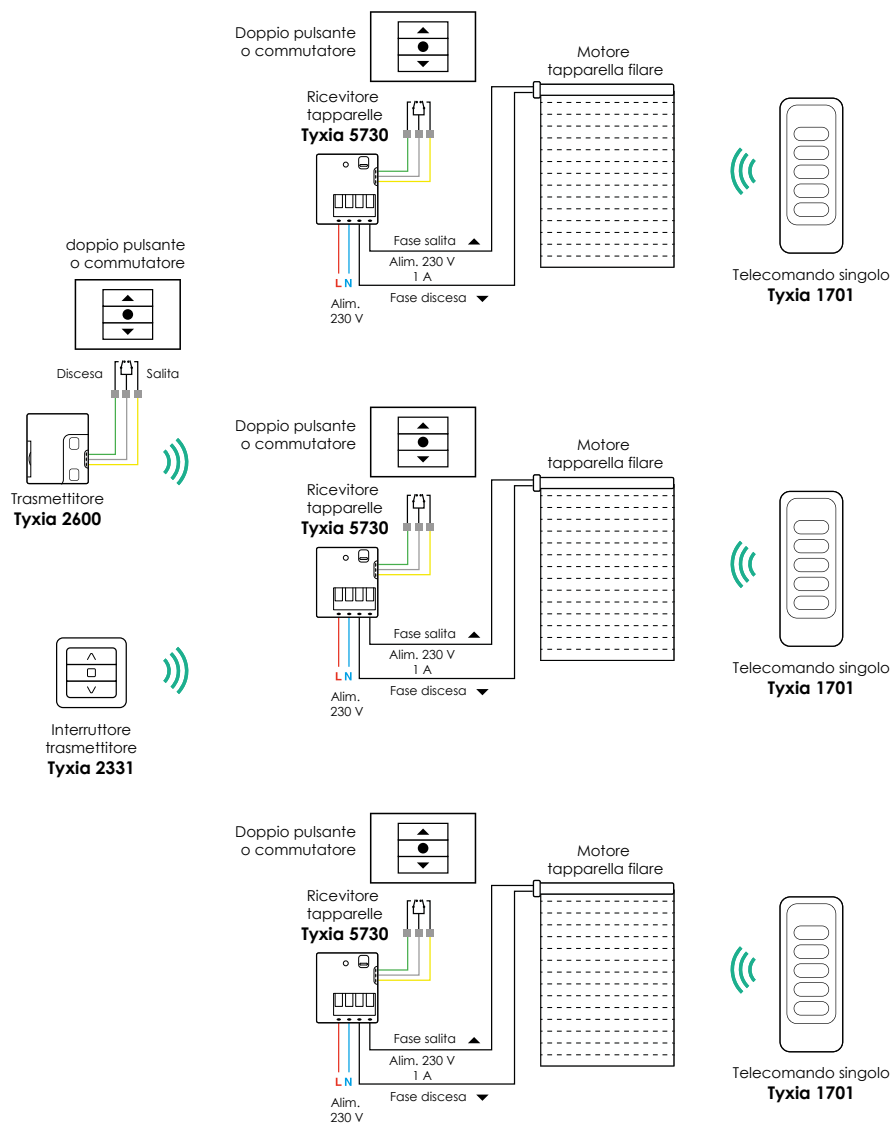 Doppio pulsante
o commutatore
Motore
tapparella filare
Ricevitore
tapparelle
Tyxia 5730
Fase salita ▲
Alim. 230 V
1 A
Fase discesa ▼
L N
Alim.
230 V
Telecomando singolo
Tyxia 1701
doppio pulsante
o commutatore
Discesa
Salita
Trasmettitore
Tyxia 2600
Doppio pulsante
o commutatore
Motore
tapparella filare
Ricevitore
tapparelle
Tyxia 5730
Fase salita ▲
Alim. 230 V
1 A
Fase discesa ▼
L N
Alim.
230 V
Telecomando singolo
Tyxia 1701
Interruttore
trasmettitore
Tyxia 2331
Doppio pulsante
o commutatore
Motore
tapparella filare
Ricevitore
tapparelle
Tyxia 5730
Fase salita ▲
Alim. 230 V
1 A
Fase discesa ▼
L N
Alim.
230 V
Telecomando singolo
Tyxia 1701